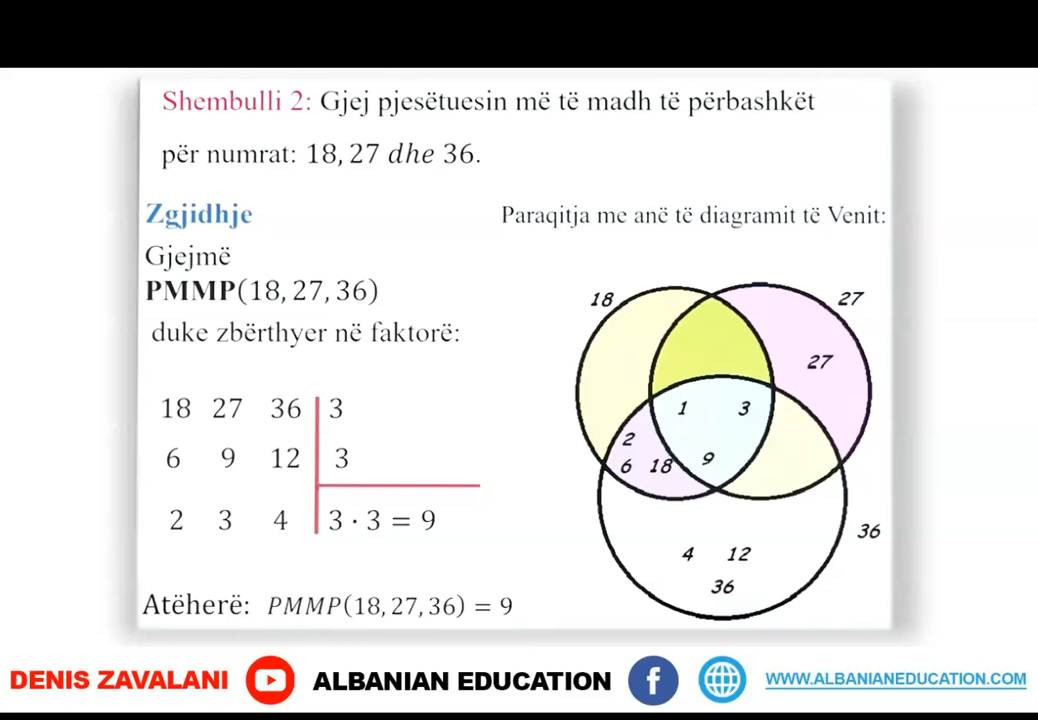 Shembulli 2: Gjej pjesëtuesin më të madh të përbashkët
për numrat: 18, 27 dhe 36.
Zgjidhje
Gjejmë
PMMP(18, 27, 36)
duke zbërthyer në faktorë:
18 27 36 3
6 9 12 3
2 3 4 3 · 3 = 9
Atëherë: PMMP(18, 27, 36) = 9
Paraqitja me anë të diagramit të Venit:
18 27
27
1 3
2
6 18 9
36
4 12
36
DENIS ZAVALANI ALBANIAN EDUCATION f WWW.ALBANIANEDUCATION.COM